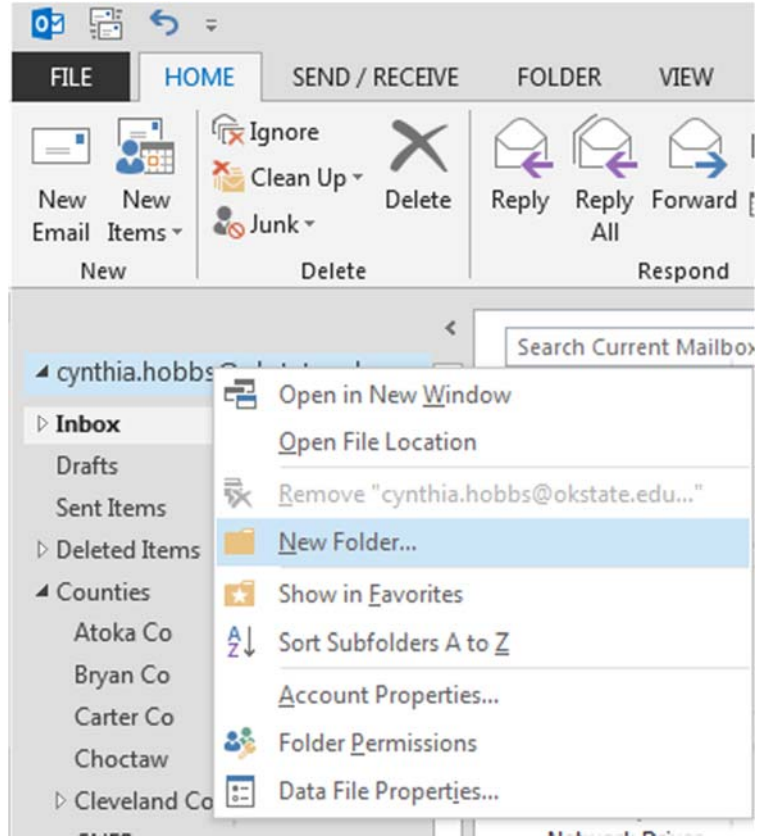 FILE HOME SEND / RECEIVE FOLDER VIEW
Ignore
Clean Up
Junk
Delete
New Email
New Items
Reply
Reply All
Forward
New Delete Respond
Search Current Mailbox
cynthia.hobbs
Inbox
Drafts
Sent Items
Deleted Items
Counties
Atoka Co
Bryan Co
Carter Co
Choctaw
Cleveland Co
Open in New Window
Open File Location
Remove "cynthia.hobbs@okstate.edu..."
New Folder...
Show in Favorites
Sort Subfolders A to Z
Account Properties...
Folder Permissions
Data File Properties...